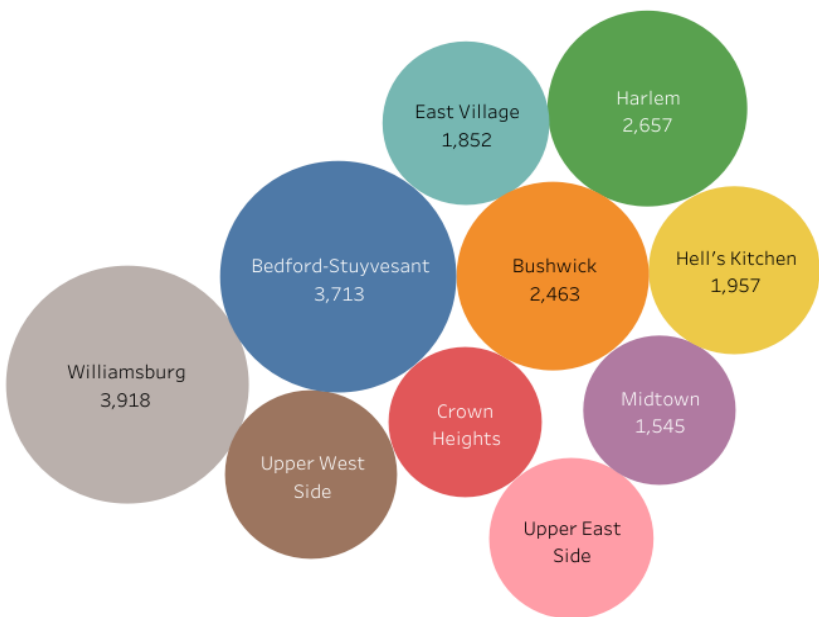 East Village
1,852
Harlem
2,657
Bedford-Stuyvesant
3,713
Bushwick
2,463
Hell's Kitchen
1,957
Williamsburg
3,918
Crown
Heights
Midtown
1,545
Upper West
Side
Upper East
Side